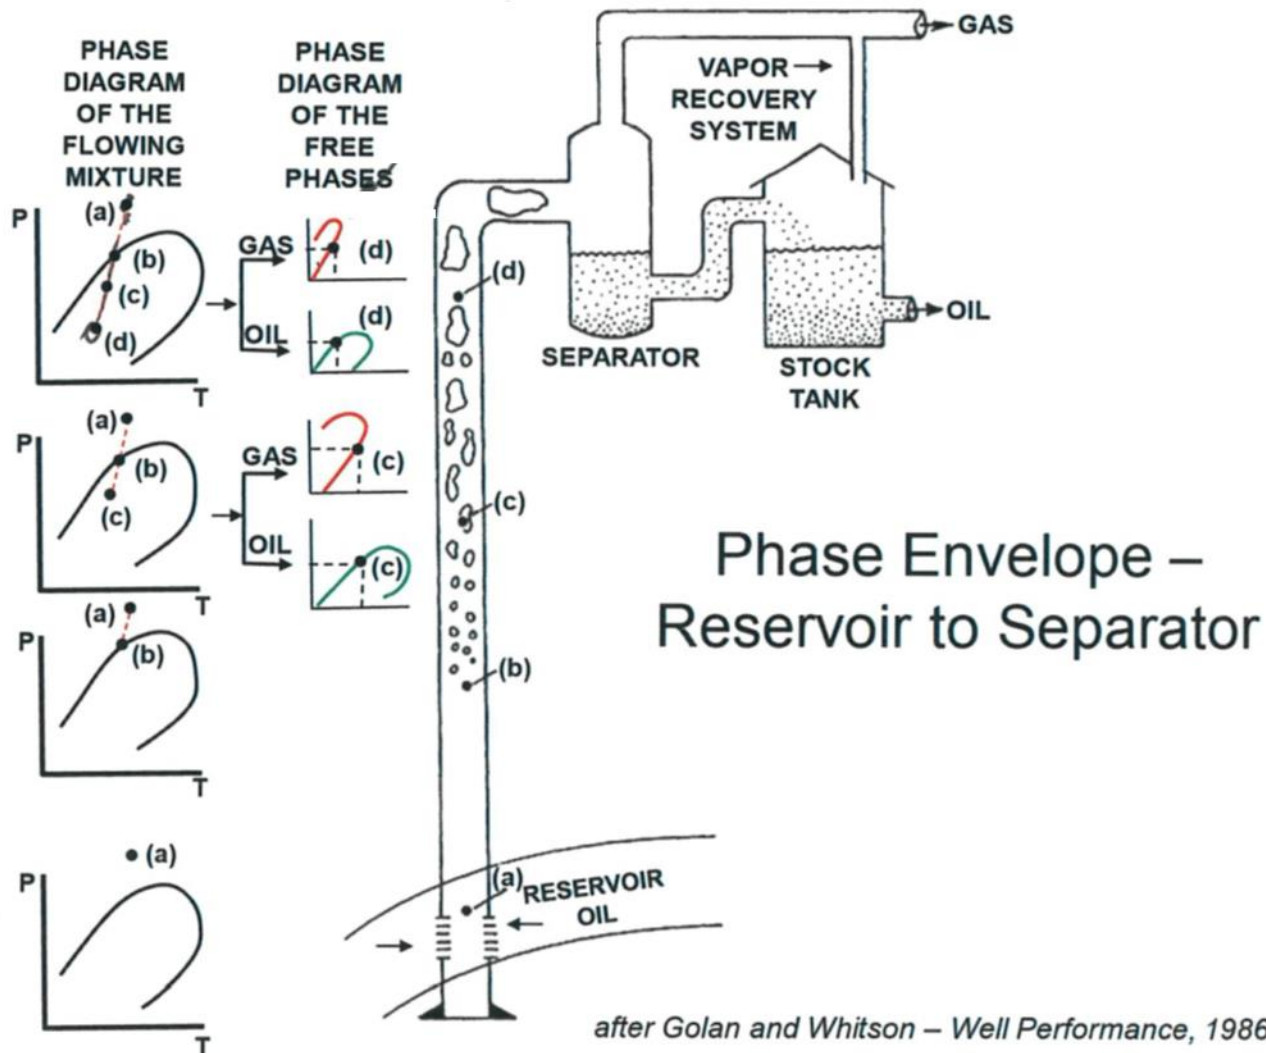 PHASE
DIAGRAM
OF THE
FLOWING
MIXTURE
PHASE
DIAGRAM
OF THE
FREE
PHASES
GAS
VAPOR
RECOVERY
SYSTEM
SEPARATOR
STOCK
TANK
OIL
P
(a)
(b)
(c)
(d)
T
GAS
(d)
OIL
(d)
(d)
P
(a)
(b)
(c)
T
GAS
(c)
OIL
(c)
(c)
P
(a)
(b)
T
(b)
P
(a)
T
(a)
RESERVOIR
OIL
Phase Envelope –
Reservoir to Separator
after Golan and Whitson – Well Performance, 1986